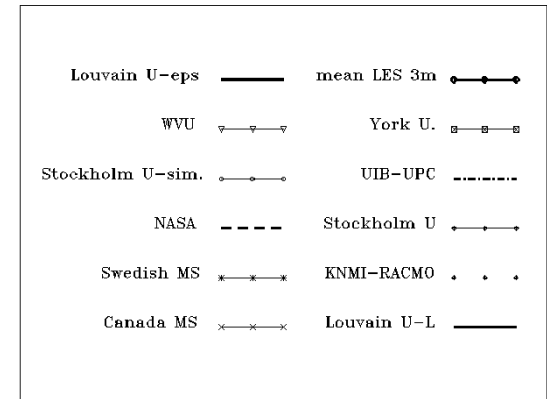 Louvain U-eps
mean LES 3m
WVU
York U.
Stockholm U-sim.
UIB-UPC
NASA
Stockholm U
Swedish MS
KNMI-RACMO
Canada MS
Louvain U-L